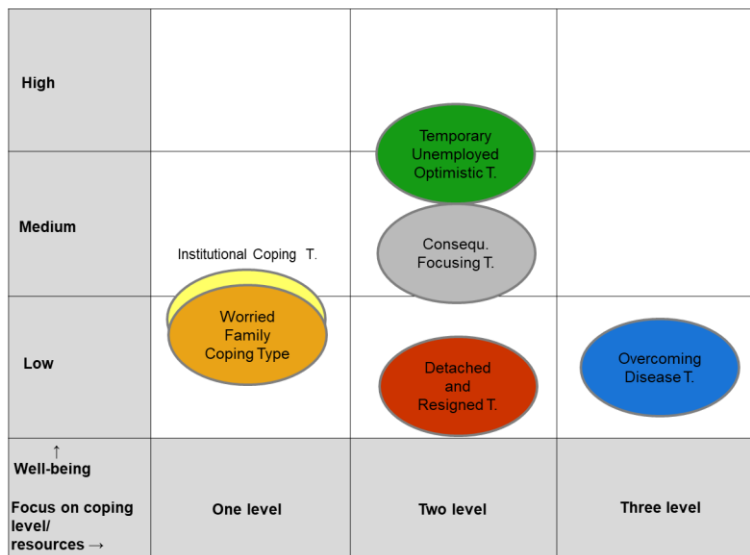 High
Temporary
Unemployed
Optimistic T.
Medium
Consequ.
Focusing T.
Institutional Coping T.
Worried
Family
Coping Type
Low
Overcoming
Disease T.
Detached
and
Resigned T.
↑
Well-being
Focus on coping
level/
resources →
One level
Two level
Three level